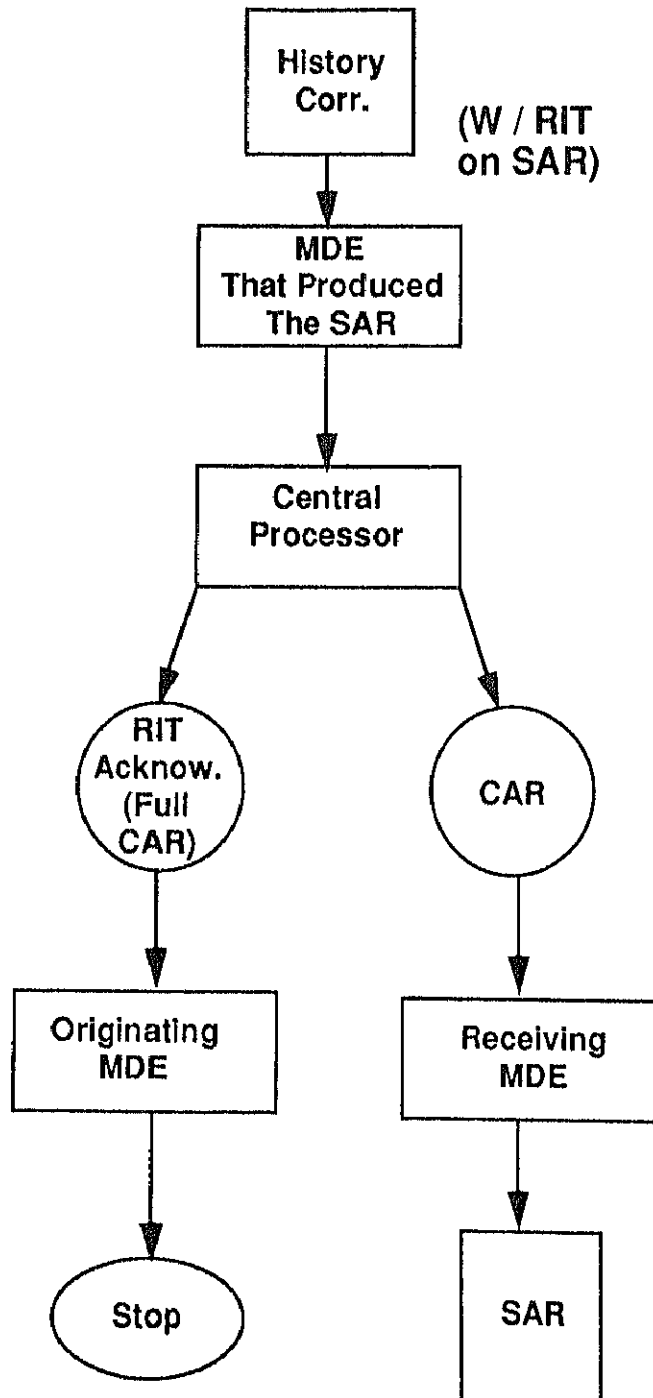 History
Corr.
(W / RIT
on SAR)
MDE
That Produced
The SAR
Central
Processor
RIT
Acknow.
(Full
CAR)
CAR
Originating
MDE
Receiving
MDE
Stop
SAR